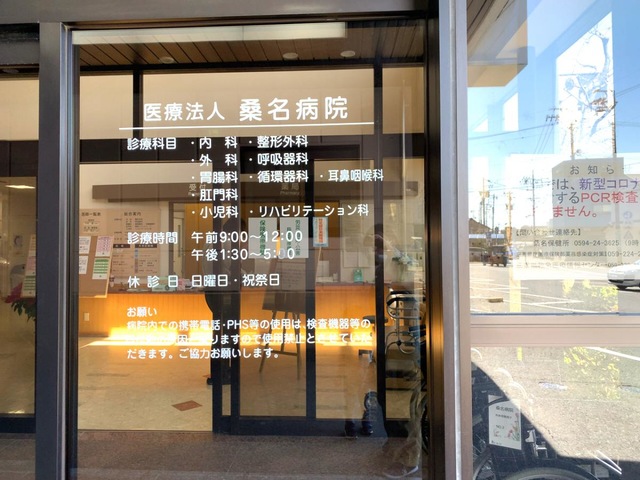 医療法人 桑名病院
診療科目 ・内 科 ・整形外科
・外 科 ・呼吸器科
・胃腸科 ・循環器科 ・耳鼻咽喉科
・肛門科
・小児科 ・リハビリテーション科
診療時間 午前9:00〜12:00
午後1:30〜5:00
休 診 日 日曜日・祝祭日
お願い
病院内での携帯電話・PHS等の使用は、検査機器等の
だきます。ご協力お願いします。
お知ら
は、新型コロナ
するPCR検査
ません。
桑名保健所 0594-24-